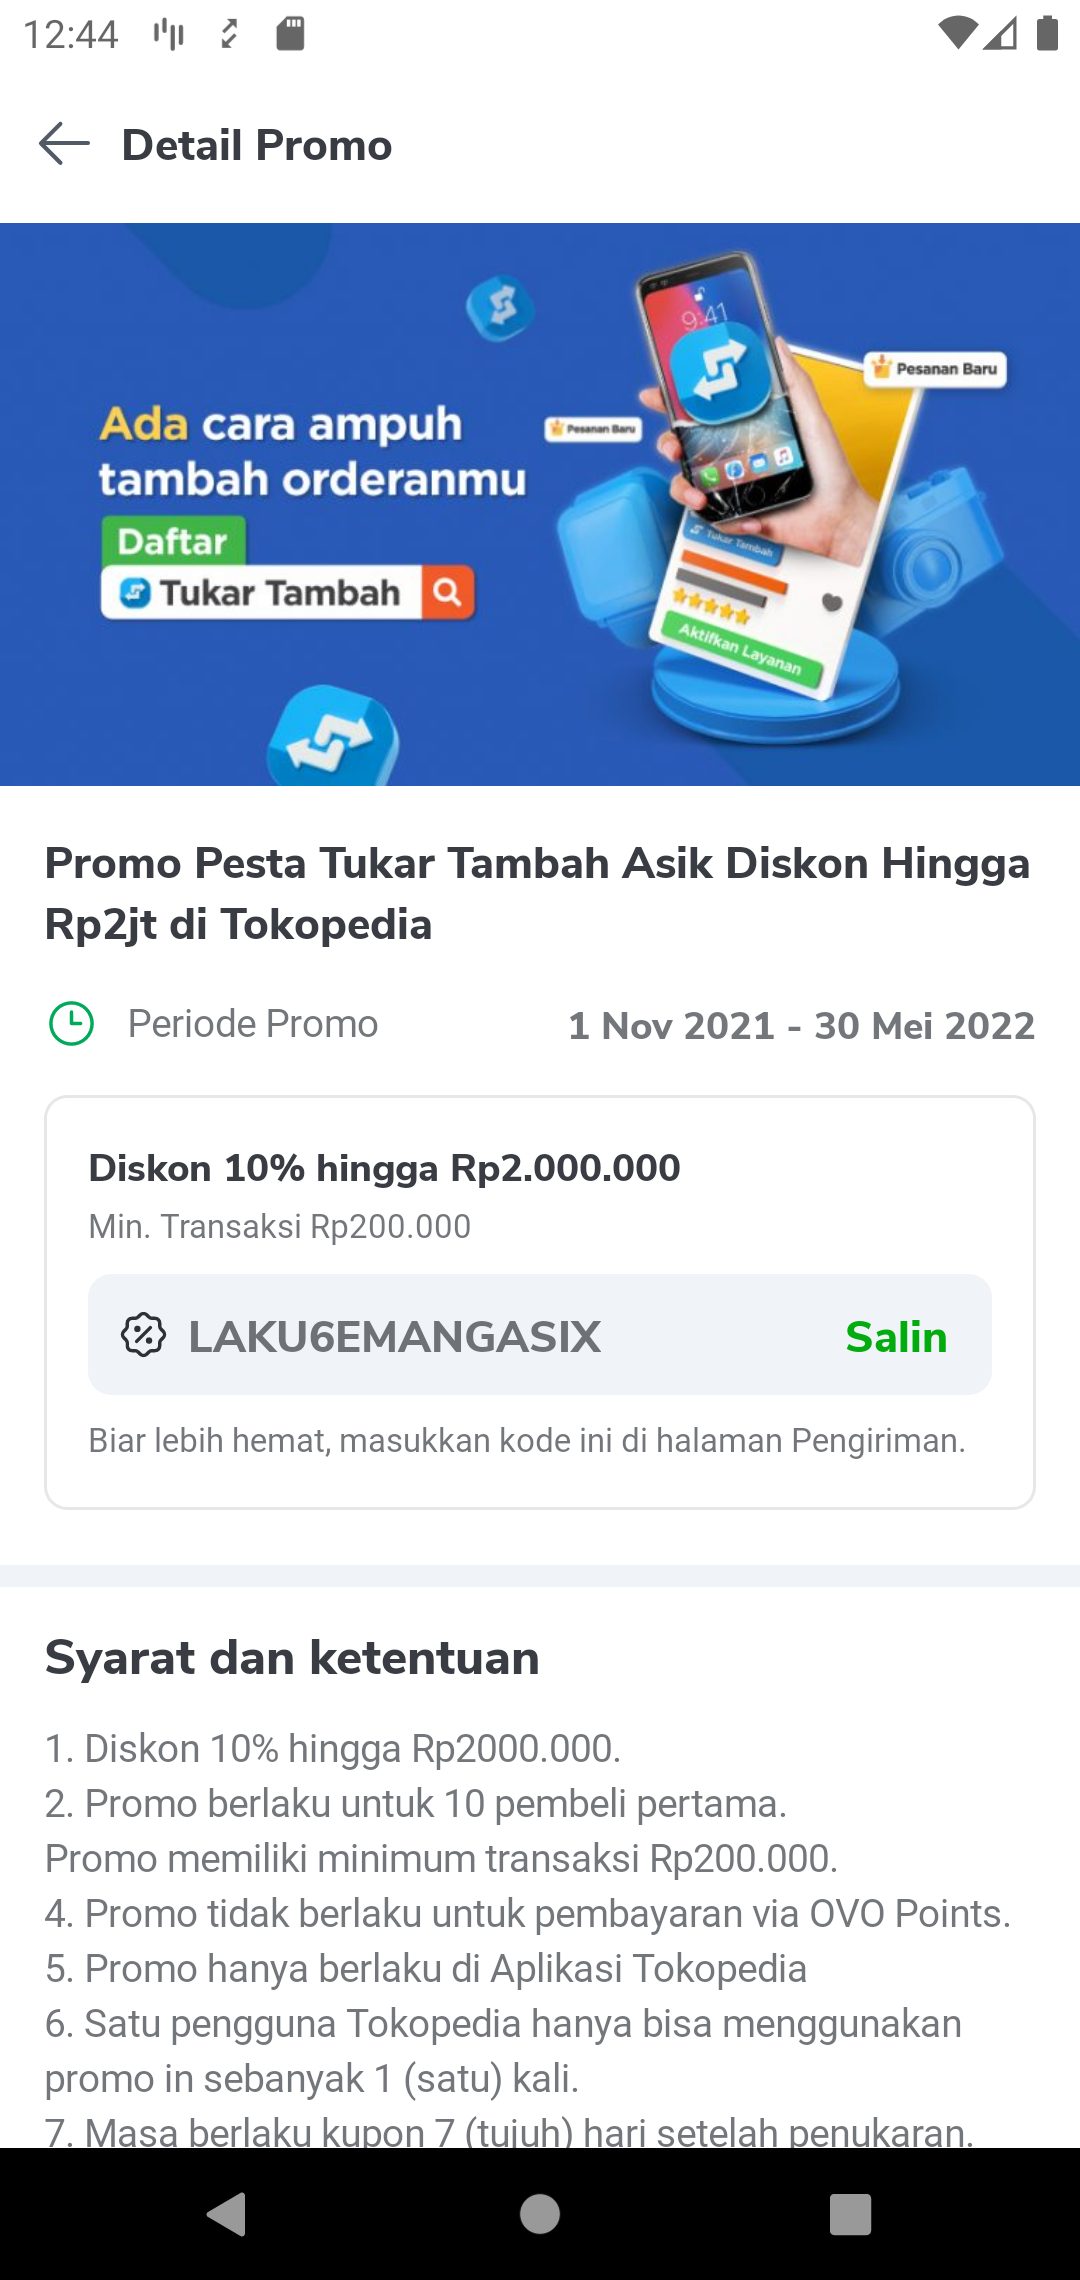 12:44
Detail Promo
9:41
Pesanan Baru
Ada cara ampuh
Pesanan Baru
tambah orderanmu
Daftar
Tukar Tambah
Tukar Tambah
Aktifkan Layanan
Promo Pesta Tukar Tambah Asik Diskon Hingga
Rp2jt di Tokopedia
Periode Promo
1 Nov 2021 - 30 Mei 2022
Diskon 10% hingga Rp2.000.000
Min. Transaksi Rp200.000
LAKU6EMANGASIX
Salin
Biar lebih hemat, masukkan kode ini di halaman Pengiriman.
Syarat dan ketentuan
1. Diskon 10% hingga Rp2000.000.
2. Promo berlaku untuk 10 pembeli pertama.
Promo memiliki minimum transaksi Rp200.000.
4. Promo tidak berlaku untuk pembayaran via OVO Points.
5. Promo hanya berlaku di Aplikasi Tokopedia
6. Satu pengguna Tokopedia hanya bisa menggunakan
promo in sebanyak 1 (satu) kali.
7. Masa berlaku kupon 7 (tujuh) hari setelah penukaran.